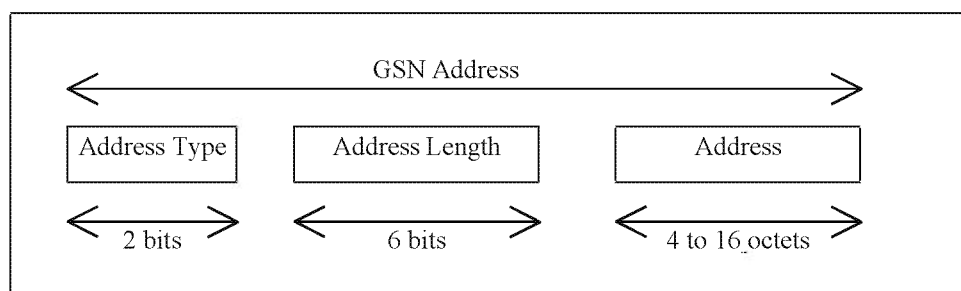 GSN Address
Address Type Address Length Address
2 bits 6 bits 4 to 16 octets